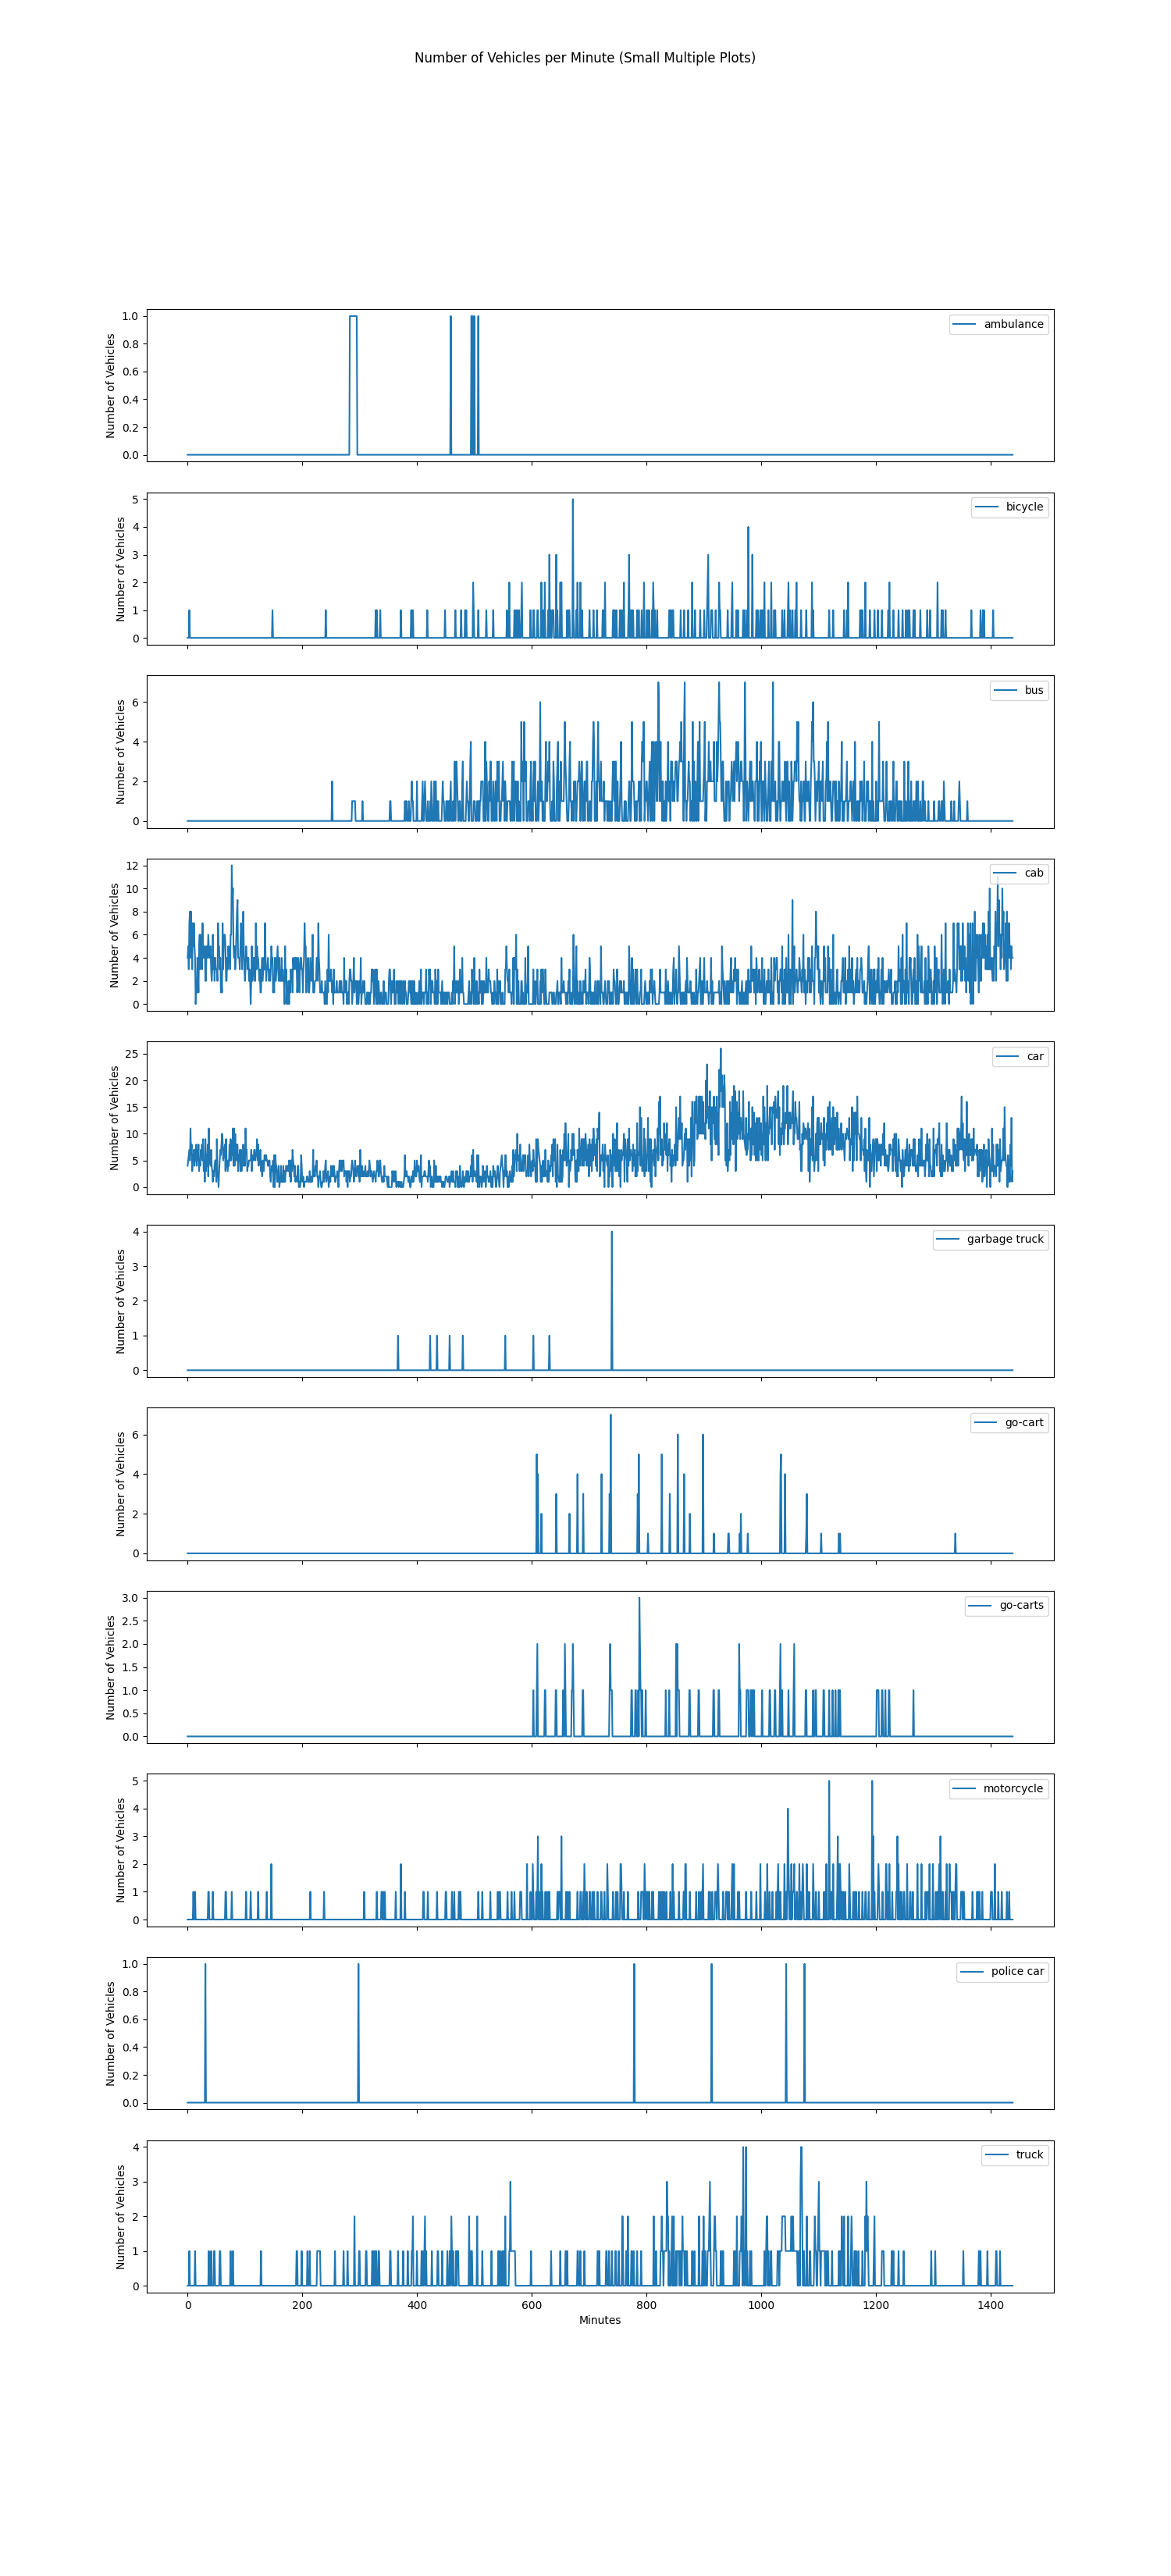 Number of Vehicles per Minute (Small Multiple Plots)
1.0
0.8
0.6
0.4
0.2
0.0
Number of Vehicles
ambulance
5
4
3
2
1
0
Number of Vehicles
bicycle
6
4
2
0
Number of Vehicles
bus
12
10
8
6
4
2
0
Number of Vehicles
cab
25
20
15
10
5
0
Number of Vehicles
car
4
3
2
1
0
Number of Vehicles
garbage truck
6
4
2
0
Number of Vehicles
go-cart
3.0
2.5
2.0
1.5
1.0
0.5
0.0
Number of Vehicles
go-carts
5
4
3
2
1
0
Number of Vehicles
motorcycle
1.0
0.8
0.6
0.4
0.2
0.0
Number of Vehicles
police car
4
3
2
1
0
Number of Vehicles
truck
0 200 400 600 800 1000 1200 1400
Minutes